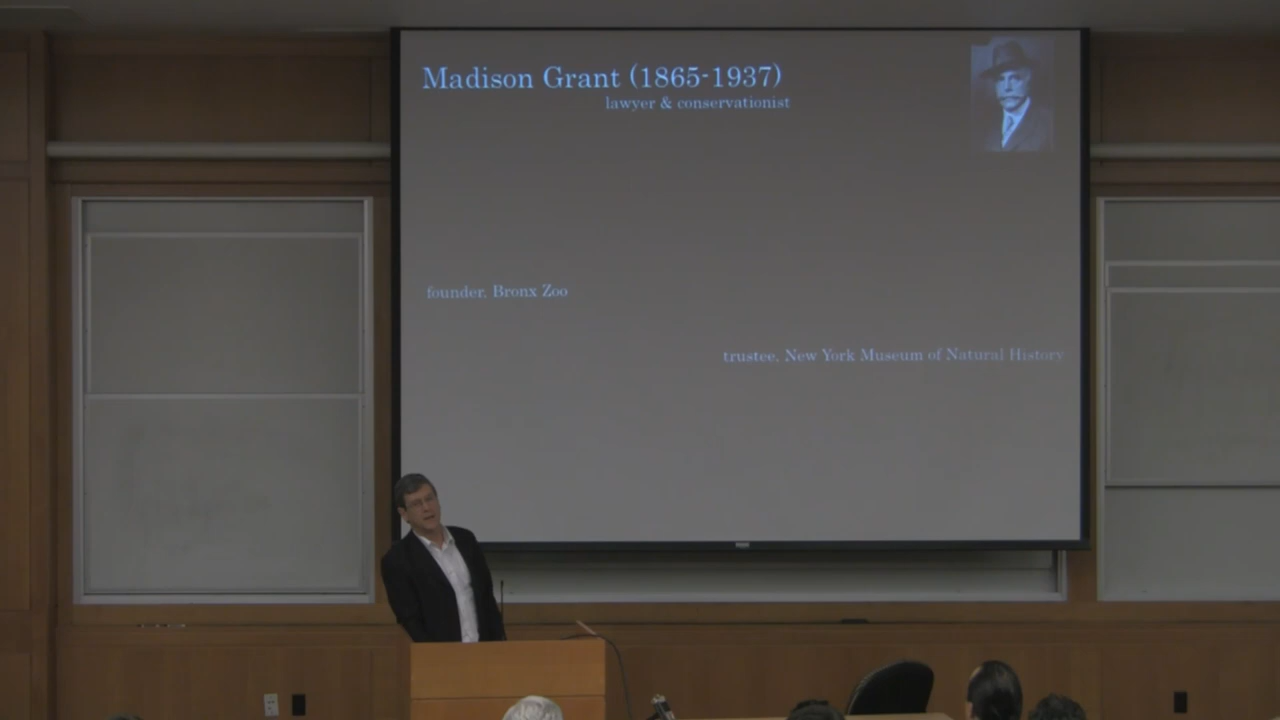 Madison Grant (1865-1937)
lawyer & conservationist
founder, Bronx Zoo
trustee, New York Museum of Natural History